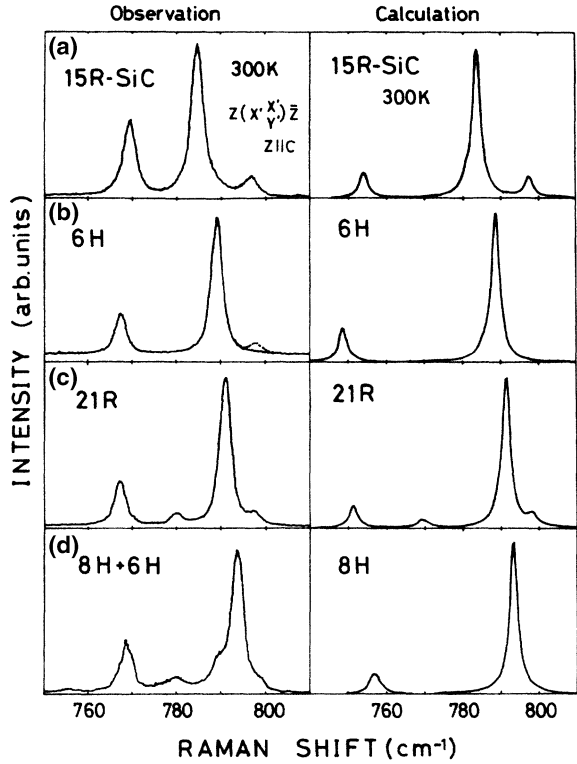 Observation Calculation
(a)
15R-SiC
300K
Z(X' X'
Y')Z̄
Z||C
15R-SiC
300K
(b)
6H
6H
(c)
21R
21R
(d)
8H+6H
8H
INTENSITY (arb.units)
760 780 800 760 780 800
RAMAN SHIFT (cm⁻¹)